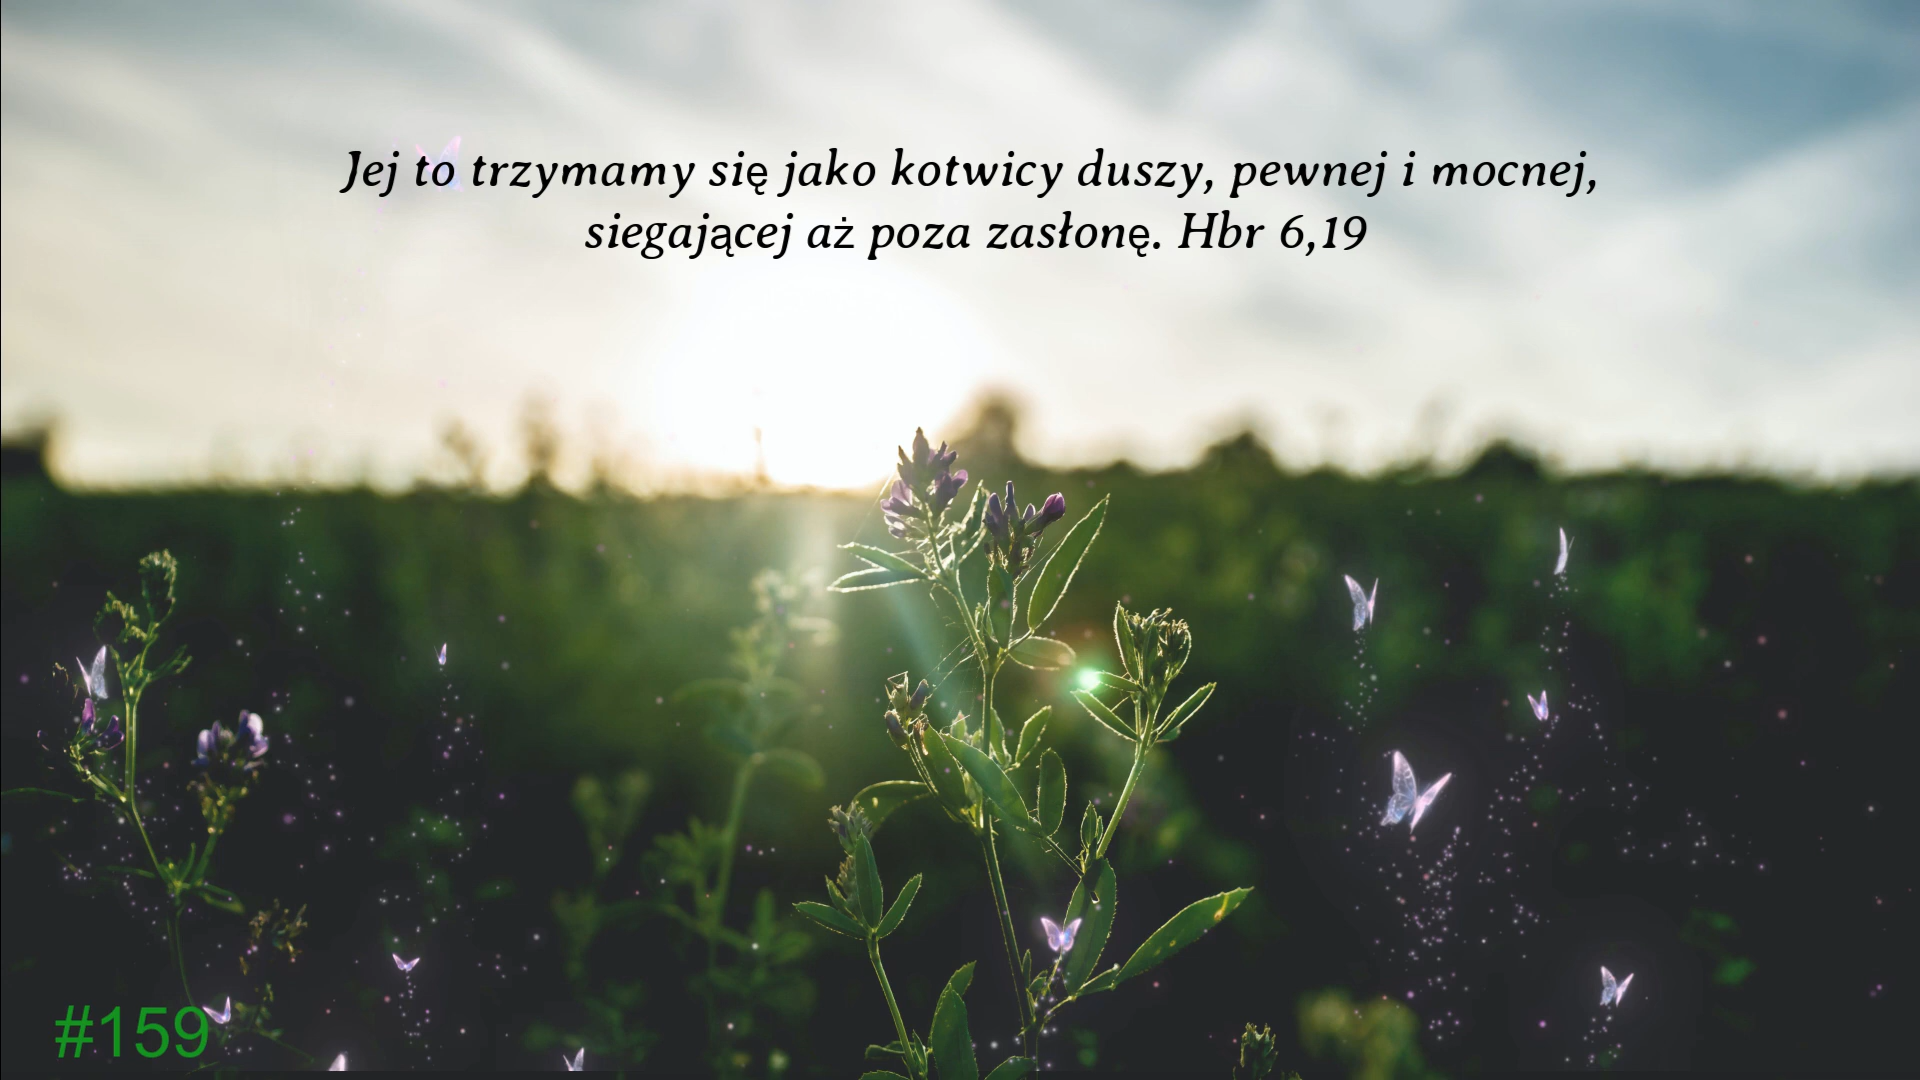 Jej to trzymamy się jako kotwicy duszy, pewnej i mocnej,
siegającej aż poza zasłonę. Hbr 6,19
#159